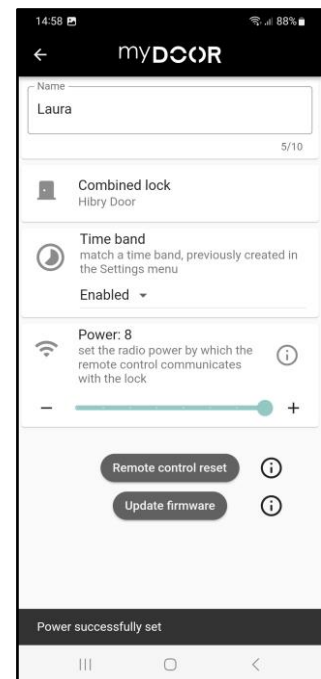 14:58 88%
myDOOR
Name
Laura
5/10
Combined lock
Hibry Door
Time band
match a time band, previously created in
the Settings menu
Enabled
Power: 8
set the radio power by which the
remote control communicates
with the lock
− +
Remote control reset
Update firmware
Power successfully set